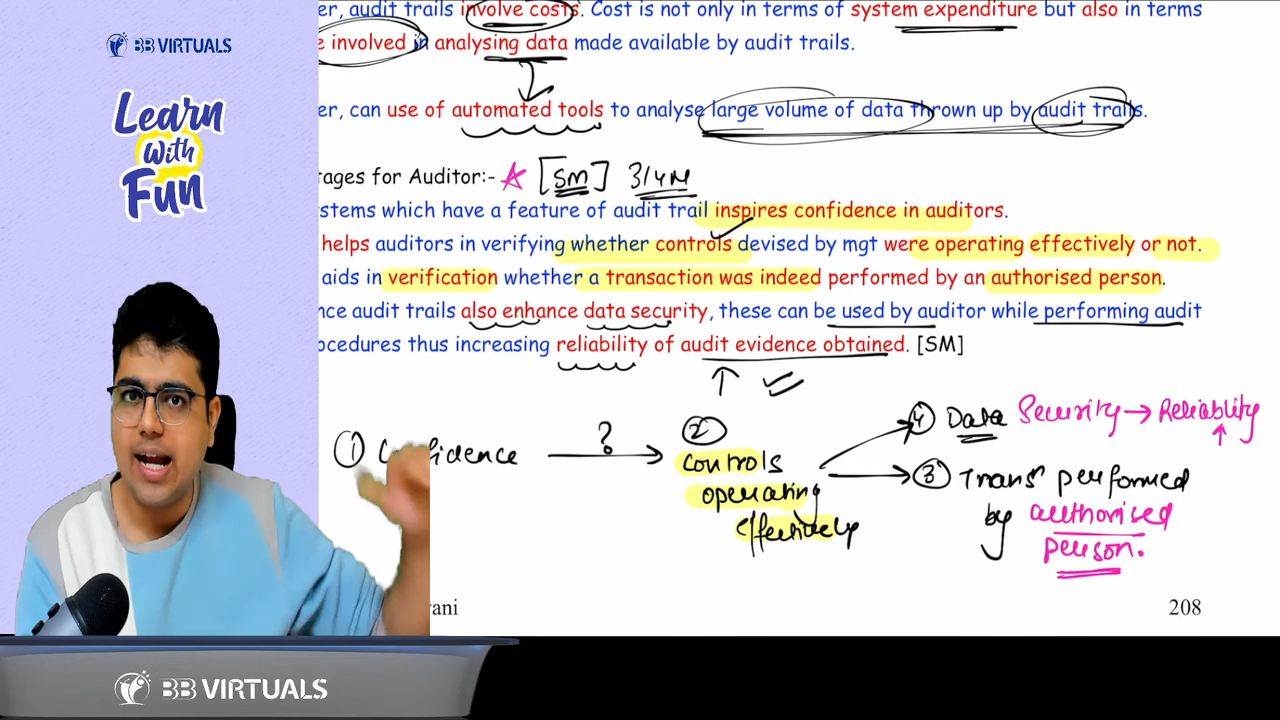 BB VIRTUALS
Learn
With
Fun
er, audit trails involve costs. Cost is not only in terms of system expenditure but also in terms
e involved in analysing data made available by audit trails.
er, can use of automated tools to analyse large volume of data thrown up by audit trails.
tages for Auditor:- [SM] 3/4M
stems which have a feature of audit trail inspires confidence in auditors.
helps auditors in verifying whether controls devised by mgt were operating effectively or not.
aids in verification whether a transaction was indeed performed by an authorised person.
nce audit trails also enhance data security, these can be used by auditor while performing audit
ocedures thus increasing reliability of audit evidence obtained. [SM]
① Confidence ? ② controls operating effectively
④ Data Security → Reliablity ↑
③ Transn performed
by authorised
person.
vani 208
BB VIRTUALS